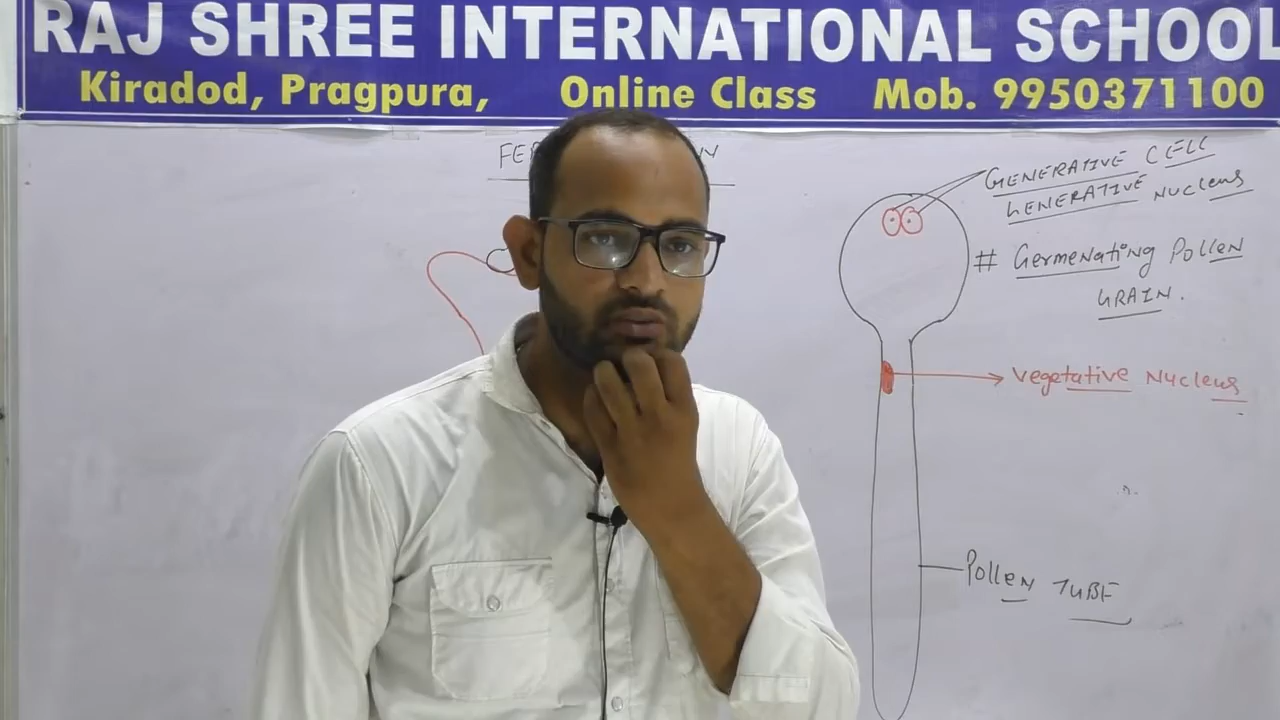 RAJ SHREE INTERNATIONAL SCHOOL
Kiradod, Pragpura, Online Class Mob. 9950371100
GENERATIVE CELL
GENERATIVE NUCLEUS
# Germenating Pollen
GRAIN.
Vegetative Nucleus
Pollen TUBE